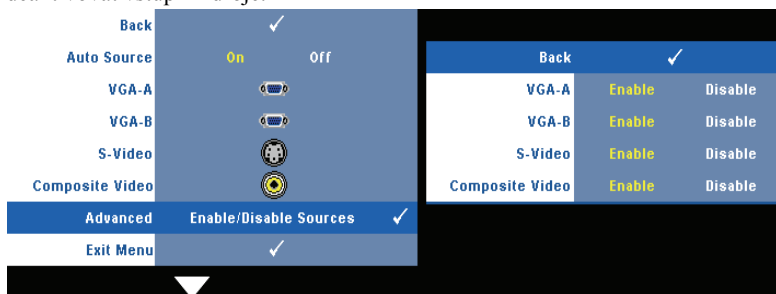 Back
Auto Source On Off
VGA-A
VGA-B
S-Video
Composite Video
Advanced Enable/Disable Sources
Exit Menu
Back
VGA-A Enable Disable
VGA-B Enable Disable
S-Video Enable Disable
Composite Video Enable Disable